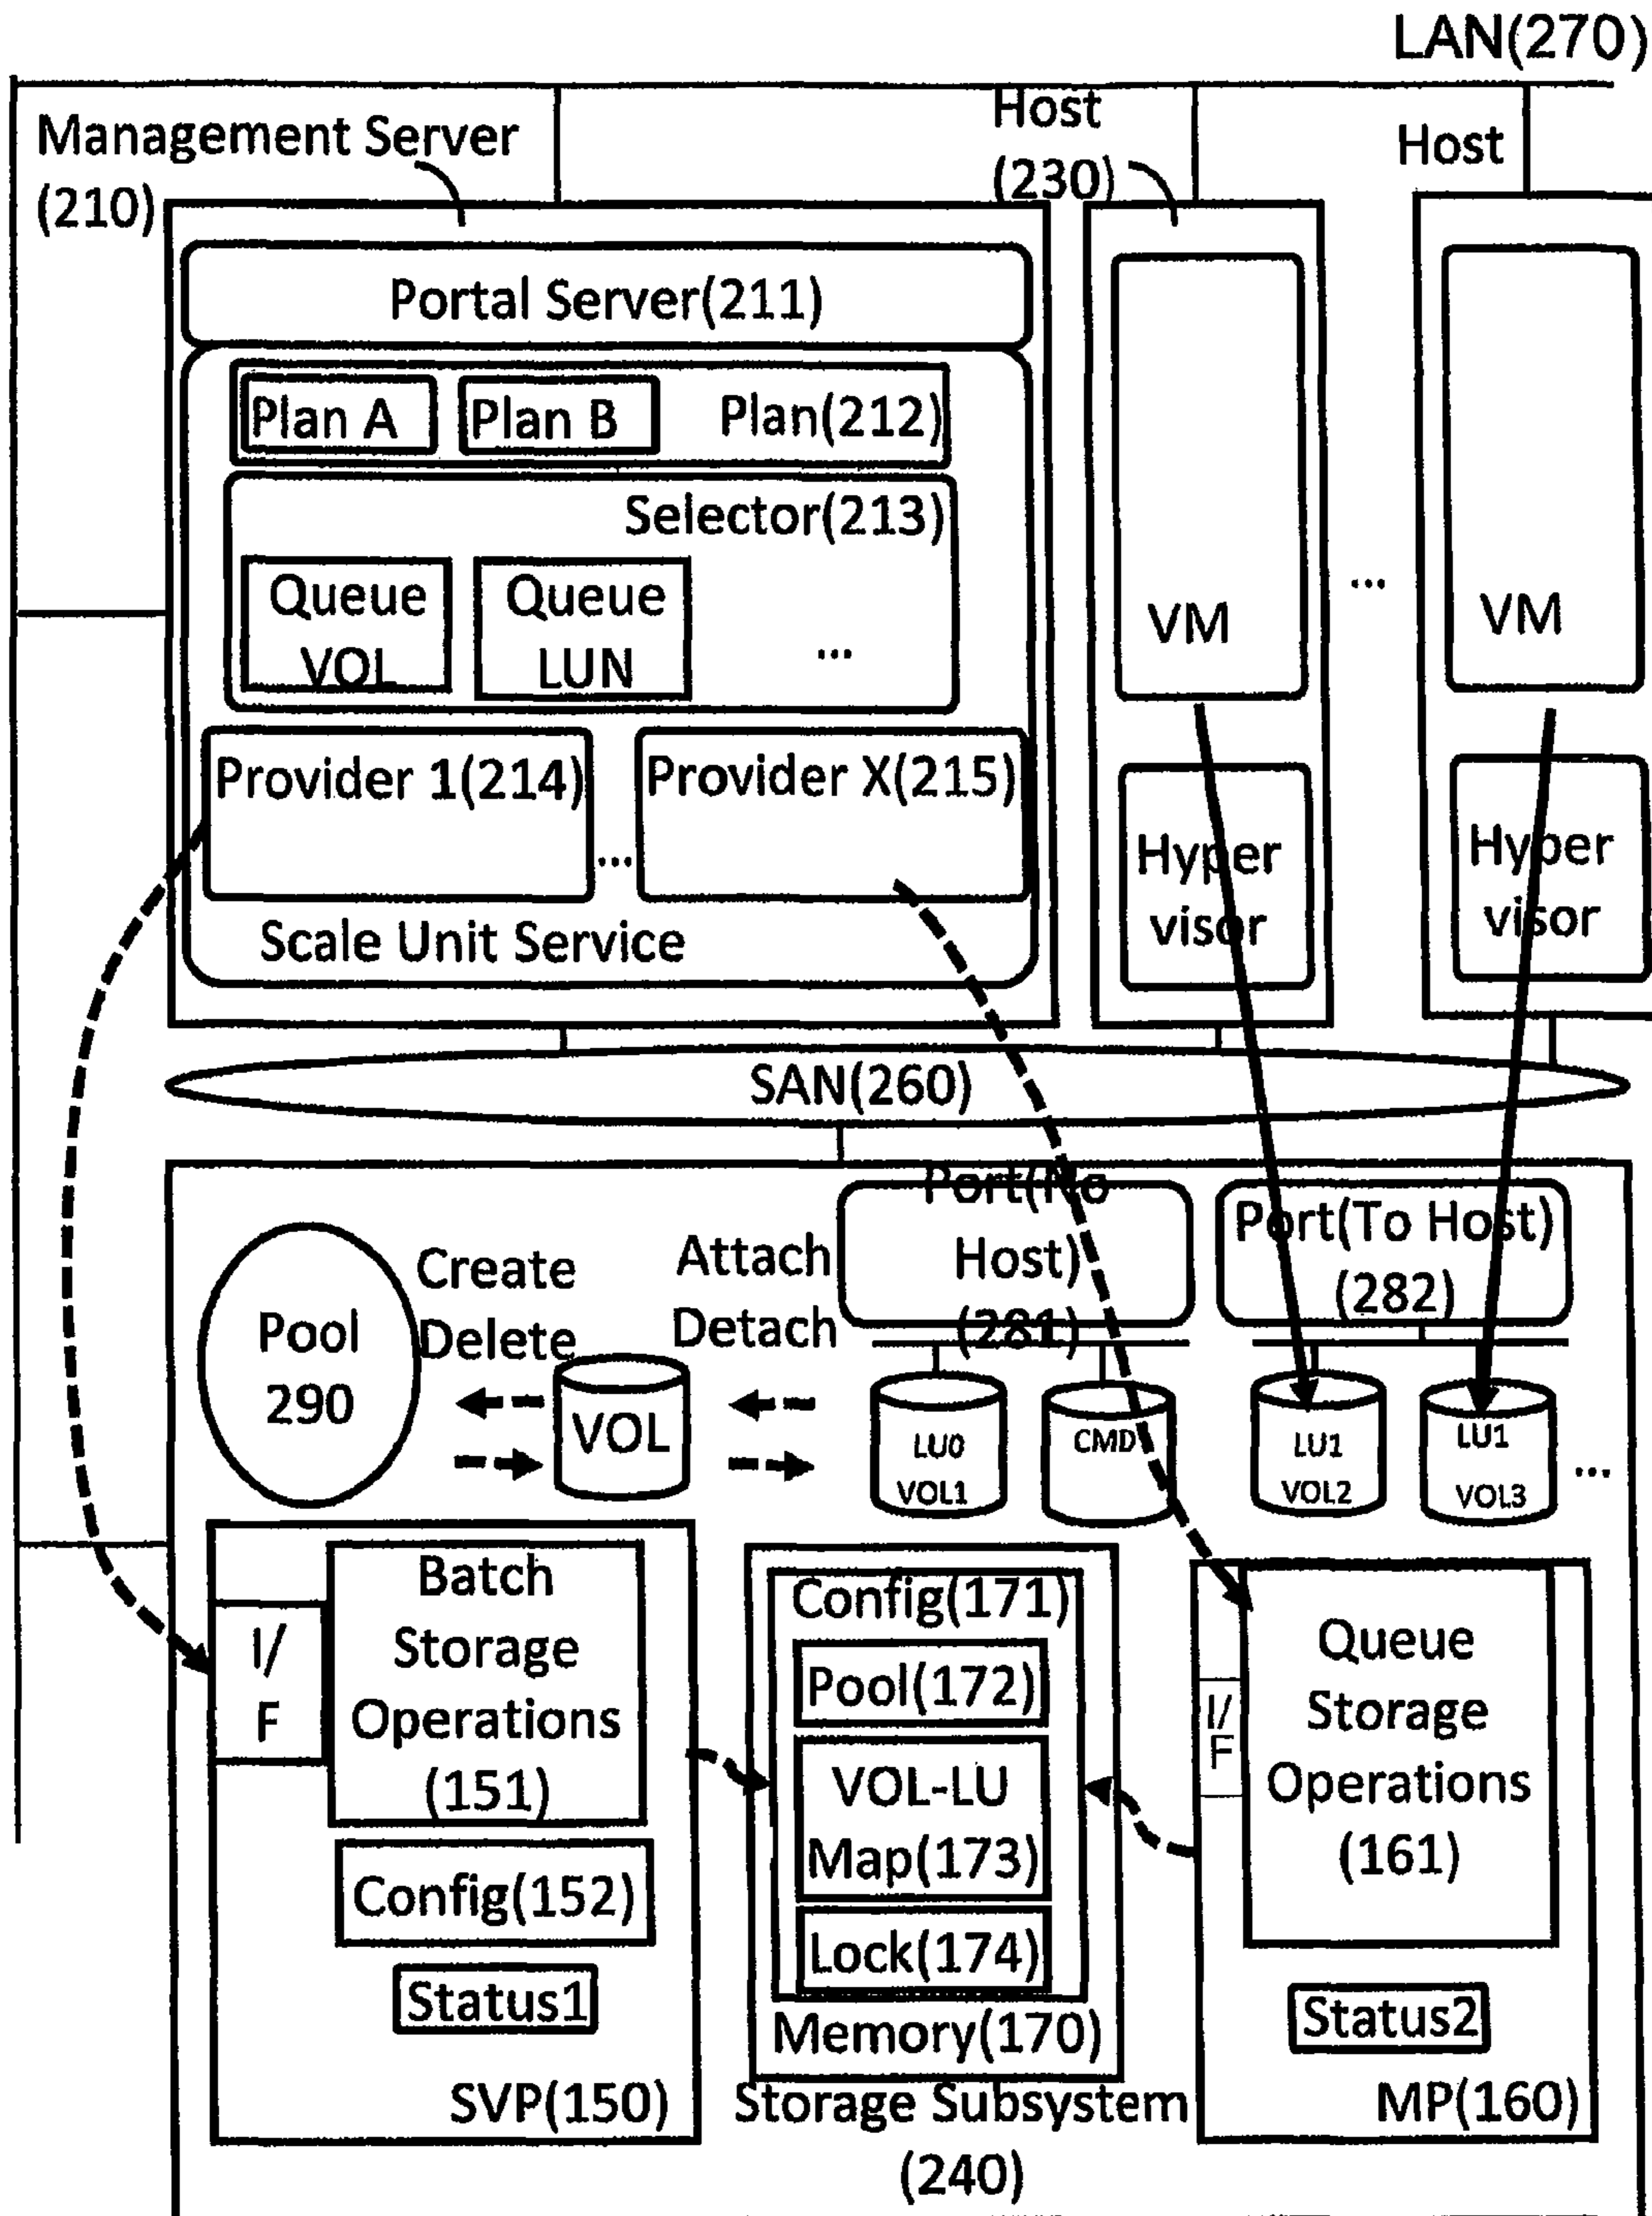 LAN(270)
Management Server
(210)
Host
(230)
Host
Portal Server(211)
Plan A
Plan B
Plan(212)
Selector(213)
Queue
VOL
Queue
LUN
...
Provider 1(214)
...
Provider X(215)
Scale Unit Service
VM
Hyper
visor
...
VM
Hyper
visor
SAN(260)
Pool
290
Create
Delete
VOL
Attach
Detach
Port(No
Host)
(281)
Port(To Host)
(282)
LU0
VOL1
CMD
LU1
VOL2
LU1
VOL3
...
I/
F
Batch
Storage
Operations
(151)
Config(152)
Status1
SVP(150)
Config(171)
Pool(172)
VOL-LU
Map(173)
Lock(174)
Memory(170)
Storage Subsystem
(240)
I/
F
Queue
Storage
Operations
(161)
Status2
MP(160)